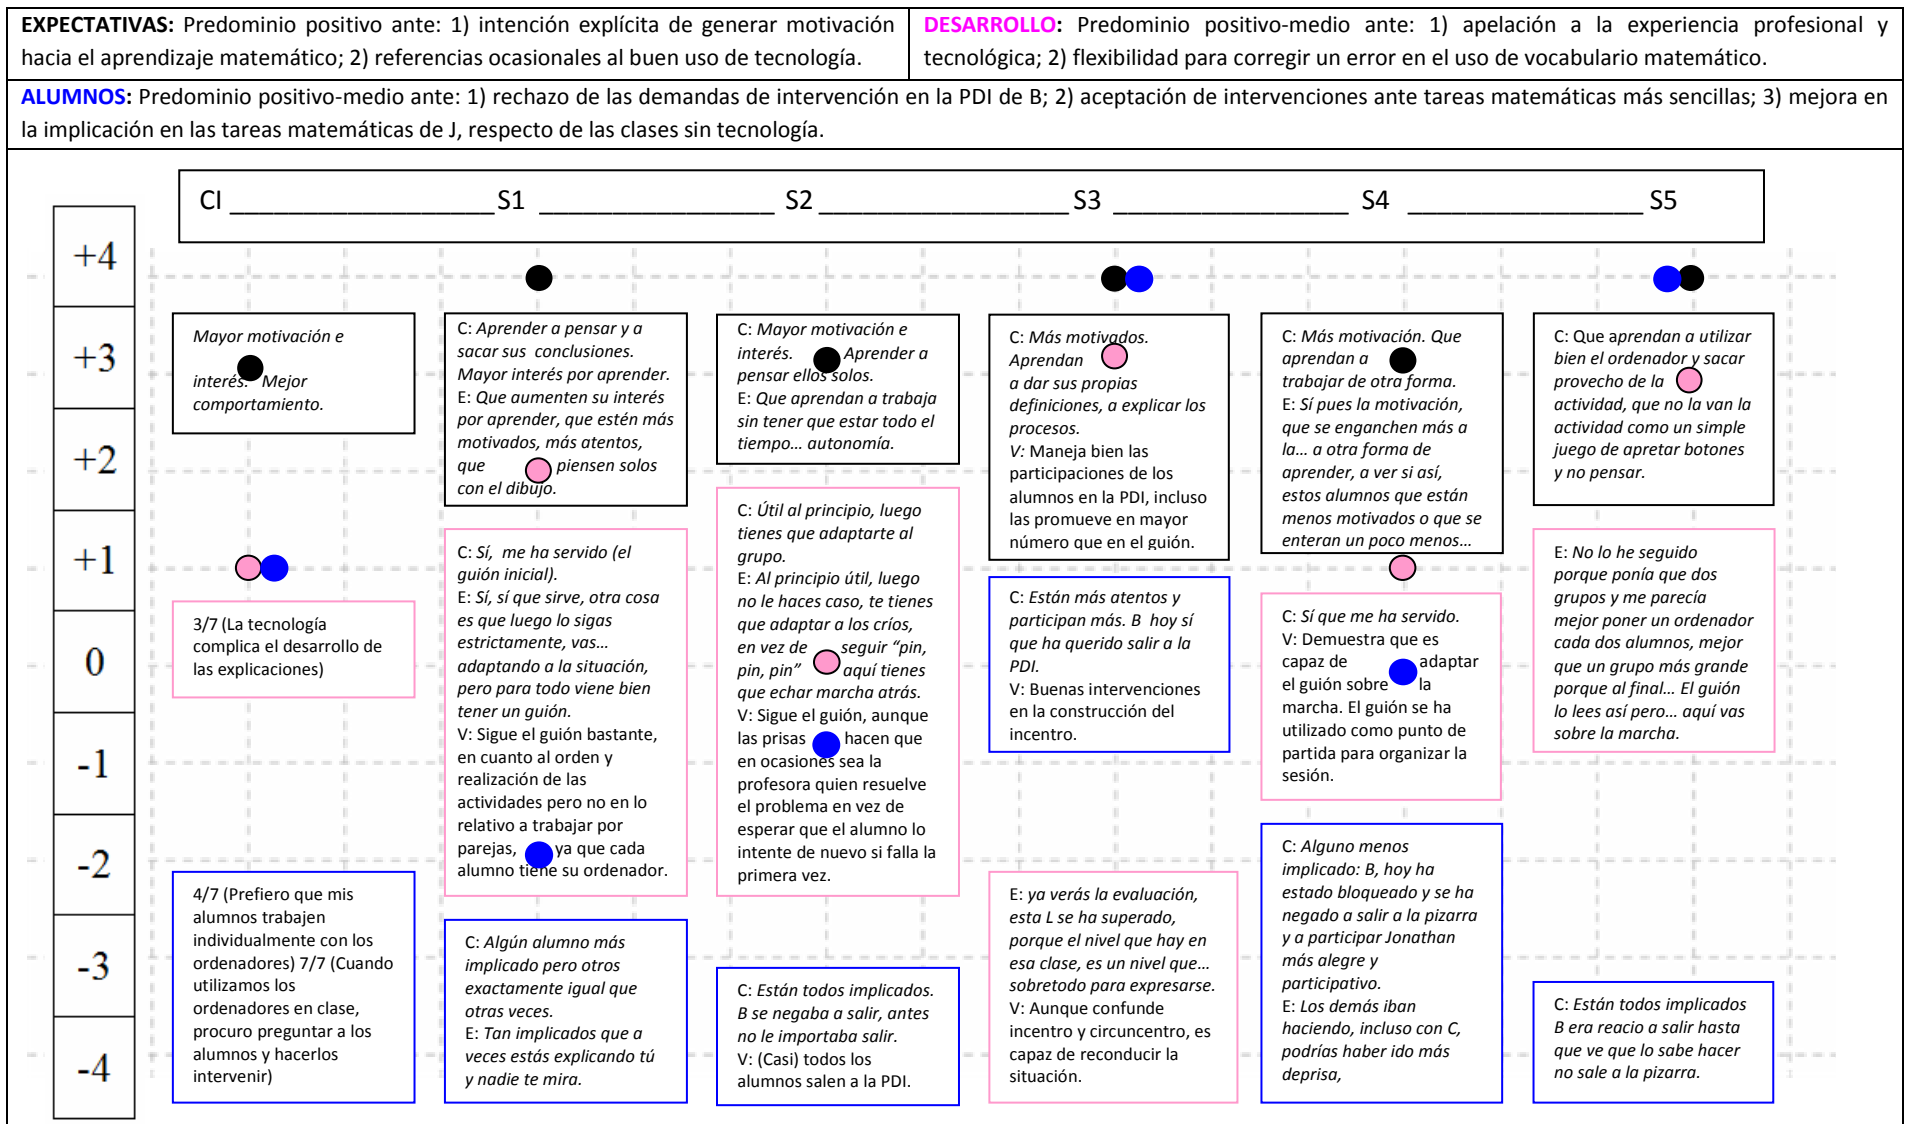 EXPECTATIVAS: Predominio positivo ante: 1) intención explícita de generar motivación
hacia el aprendizaje matemático; 2) referencias ocasionales al buen uso de tecnología.
DESARROLLO: Predominio positivo-medio ante: 1) apelación a la experiencia profesional y
tecnológica; 2) flexibilidad para corregir un error en el uso de vocabulario matemático.
ALUMNOS: Predominio positivo-medio ante: 1) rechazo de las demandas de intervención en la PDI de B; 2) aceptación de intervenciones ante tareas matemáticas más sencillas; 3) mejora en
la implicación en las tareas matemáticas de J, respecto de las clases sin tecnología.
CI __________________ S1 ________________ S2 _________________ S3 ________________ S4 ________________ S5
+4
+3
+2
+1
0
-1
-2
-3
-4
Mayor motivación e
interés. Mejor
comportamiento.
3/7 (La tecnología
complica el desarrollo de
las explicaciones)
4/7 (Prefiero que mis
alumnos trabajen
individualmente con los
ordenadores) 7/7 (Cuando
utilizamos los
ordenadores en clase,
procuro preguntar a los
alumnos y hacerlos
intervenir)
C: Aprender a pensar y a
sacar sus conclusiones.
Mayor interés por aprender.
E: Que aumenten su interés
por aprender, que estén más
motivados, más atentos,
que piensen solos
con el dibujo.
C: Sí, me ha servido (el
guión inicial).
E: Sí, sí que sirve, otra cosa
es que luego lo sigas
estrictamente, vas…
adaptando a la situación,
pero para todo viene bien
tener un guión.
V: Sigue el guión bastante,
en cuanto al orden y
realización de las
actividades pero no en lo
relativo a trabajar por
parejas, ya que cada
alumno tiene su ordenador.
C: Algún alumno más
implicado pero otros
exactamente igual que
otras veces.
E: Tan implicados que a
veces estás explicando tú
y nadie te mira.
C: Mayor motivación e
interés. Aprender a
pensar ellos solos.
E: Que aprendan a trabaja
sin tener que estar todo el
tiempo… autonomía.
C: Útil al principio, luego
tienes que adaptarte al
grupo.
E: Al principio útil, luego
no le haces caso, te tienes
que adaptar a los críos,
en vez de seguir “pin,
pin, pin” aquí tienes
que echar marcha atrás.
V: Sigue el guión, aunque
las prisas hacen que
en ocasiones sea la
profesora quien resuelve
el problema en vez de
esperar que el alumno lo
intente de nuevo si falla la
primera vez.
C: Están todos implicados.
B se negaba a salir, antes
no le importaba salir.
V: (Casi) todos los
alumnos salen a la PDI.
C: Más motivados.
Aprendan
a dar sus propias
definiciones, a explicar los
procesos.
V: Maneja bien las
participaciones de los
alumnos en la PDI, incluso
las promueve en mayor
número que en el guión.
C: Están más atentos y
participan más. B hoy sí
que ha querido salir a la
PDI.
V: Buenas intervenciones
en la construcción del
incentro.
E: ya verás la evaluación,
esta L se ha superado,
porque el nivel que hay en
esa clase, es un nivel que…
sobretodo para expresarse.
V: Aunque confunde
incentro y circuncentro, es
capaz de reconducir la
situación.
C: Más motivación. Que
aprendan a
trabajar de otra forma.
E: Sí pues la motivación,
que se enganchen más a
la… a otra forma de
aprender, a ver si así,
estos alumnos que están
menos motivados o que se
enteran un poco menos…
C: Sí que me ha servido.
V: Demuestra que es
capaz de adaptar
el guión sobre la
marcha. El guión se ha
utilizado como punto de
partida para organizar la
sesión.
C: Alguno menos
implicado: B, hoy ha
estado bloqueado y se ha
negado a salir a la pizarra
y a participar Jonathan
más alegre y
participativo.
E: Los demás iban
haciendo, incluso con C,
podrías haber ido más
deprisa,
C: Que aprendan a utilizar
bien el ordenador y sacar
provecho de la
actividad, que no la van la
actividad como un simple
juego de apretar botones
y no pensar.
E: No lo he seguido
porque ponía que dos
grupos y me parecía
mejor poner un ordenador
cada dos alumnos, mejor
que un grupo más grande
porque al final… El guión
lo lees así pero… aquí vas
sobre la marcha.
C: Están todos implicados
B era reacio a salir hasta
que ve que lo sabe hacer
no sale a la pizarra.